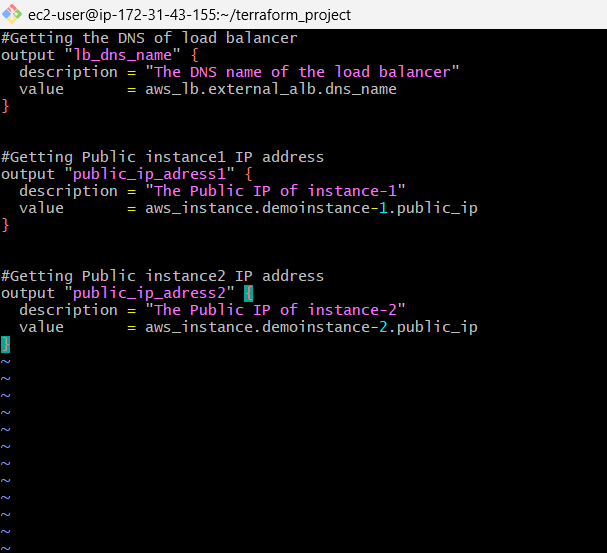 ec2-user@ip-172-31-43-155:~/terraform_project
#Getting the DNS of load balancer
output "lb_dns_name" {
  description = "The DNS name of the load balancer"
  value       = aws_lb.external_alb.dns_name
}
#Getting Public instance1 IP address
output "public_ip_adress1" {
  description = "The Public IP of instance-1"
  value       = aws_instance.demoinstance-1.public_ip
}
#Getting Public instance2 IP address
output "public_ip_adress2" {
  description = "The Public IP of instance-2"
  value       = aws_instance.demoinstance-2.public_ip
}
~
~
~
~
~
~
~
~
~
~
~
~